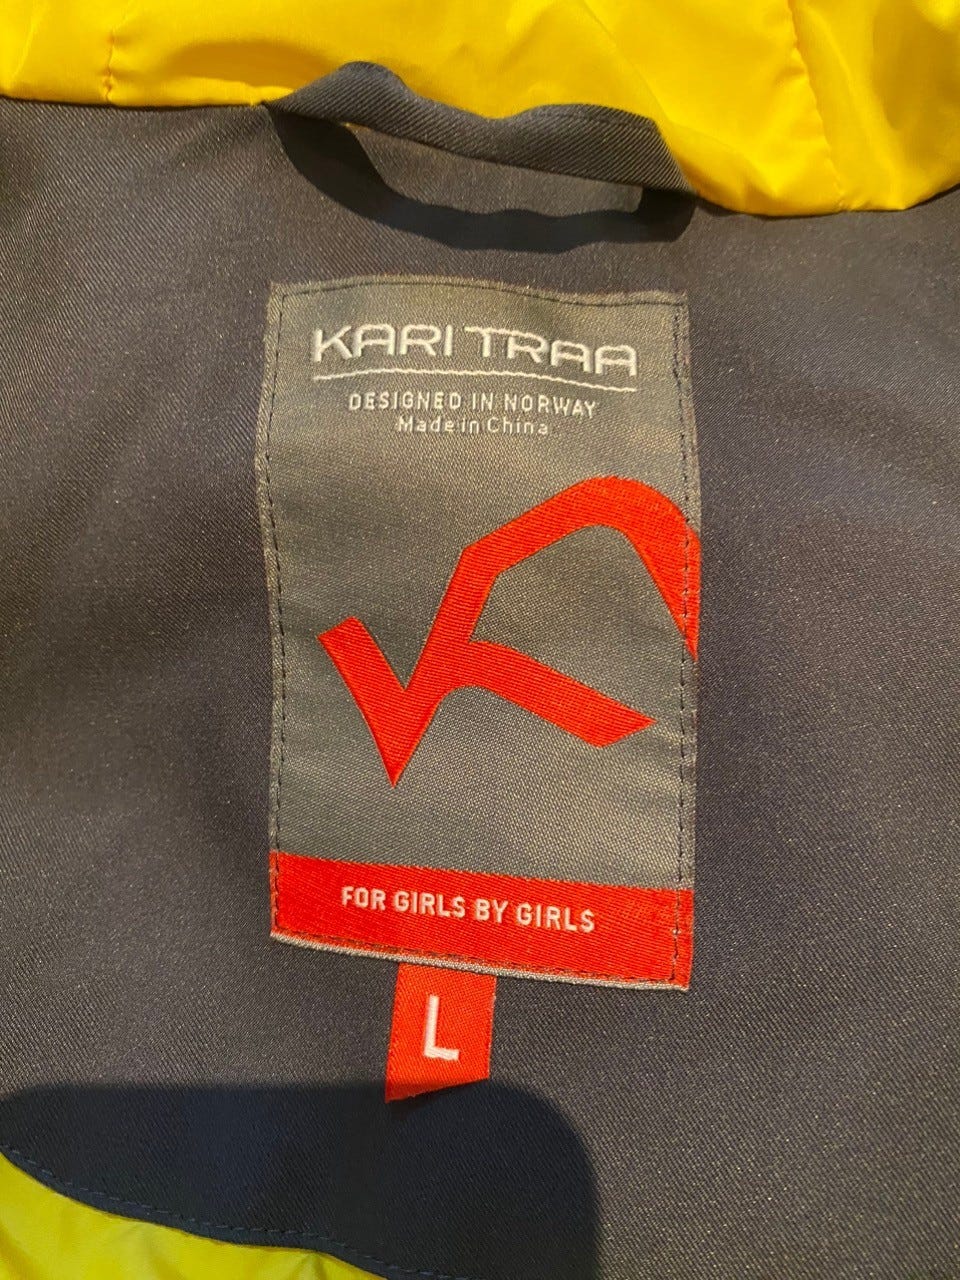 KARI TRAA
DESIGNED IN NORWAY
Made in China
FOR GIRLS BY GIRLS
L